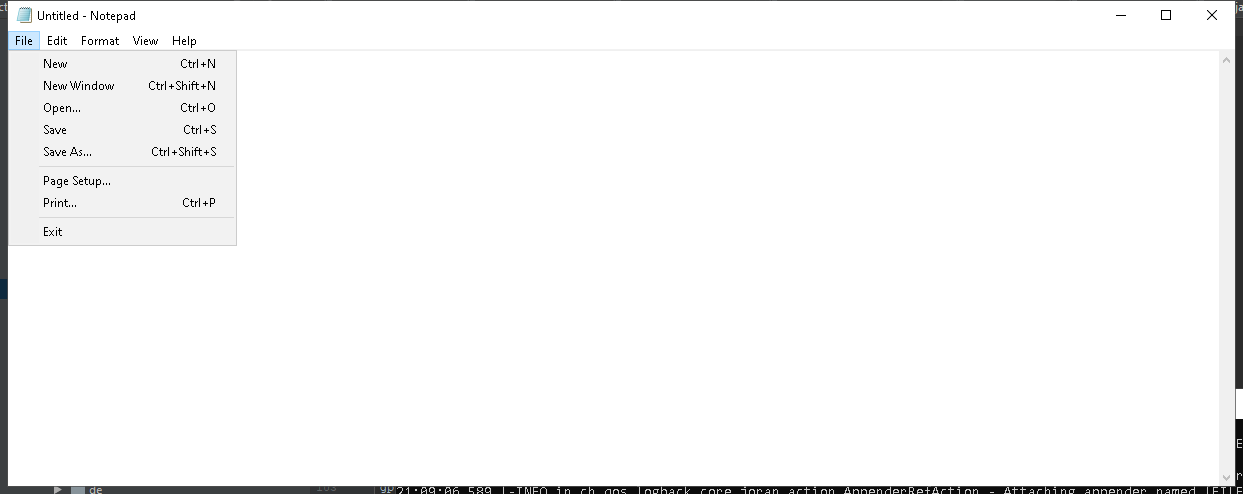 Untitled - Notepad
File Edit Format View Help
New Ctrl+N
New Window Ctrl+Shift+N
Open... Ctrl+O
Save Ctrl+S
Save As... Ctrl+Shift+S
Page Setup...
Print... Ctrl+P
Exit
de
21:09:06,589 |-INFO in ch.qos.logback.core.joran.action.AppenderRefAction - Attaching appender named [FILE